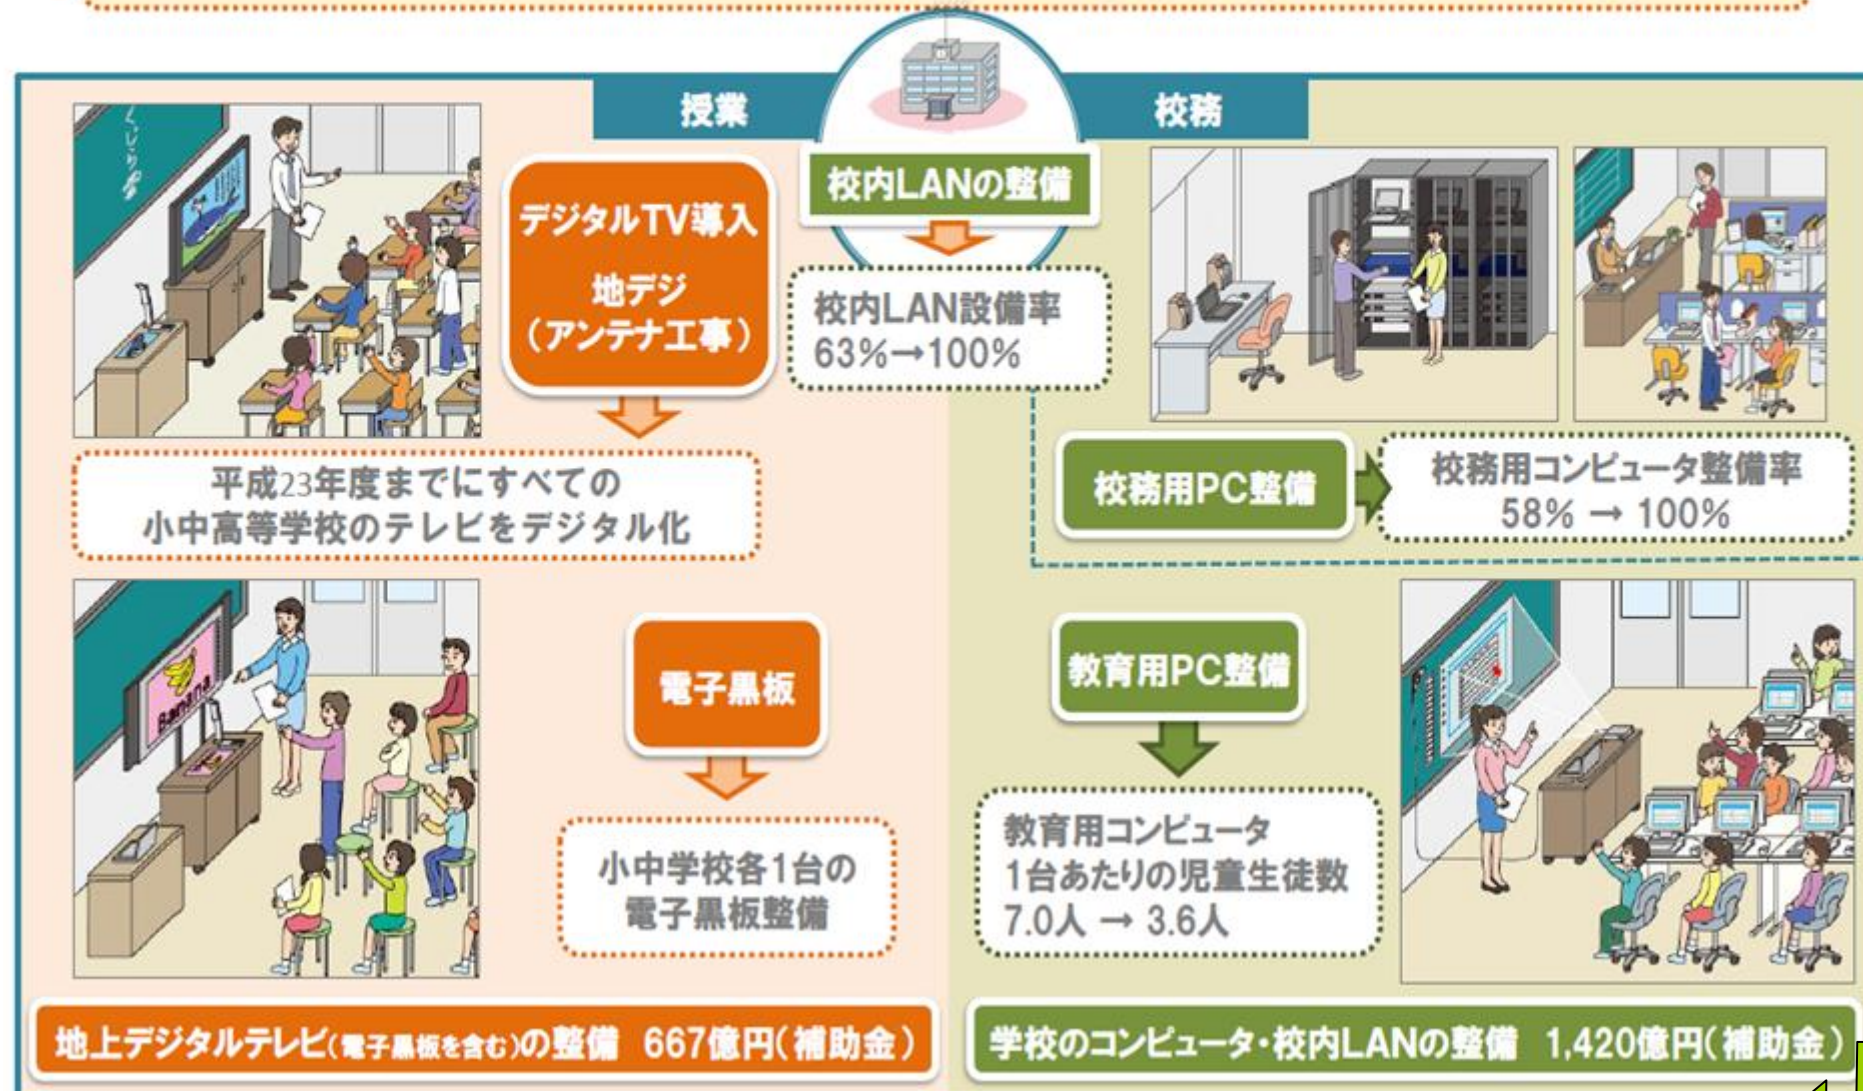 授業
校務
校内LANの整備
校内LAN設備率
63%→100%
デジタルTV導入
地デジ
(アンテナ工事)
平成23年度までにすべての
小中高等学校のテレビをデジタル化
校務用PC整備
校務用コンピュータ整備率
58% → 100%
Banana
電子黒板
小中学校各1台の
電子黒板整備
教育用PC整備
教育用コンピュータ
1台あたりの児童生徒数
7.0人 → 3.6人
地上デジタルテレビ(電子黒板を含む)の整備 667億円(補助金)
学校のコンピュータ・校内LANの整備 1,420億円(補助金)